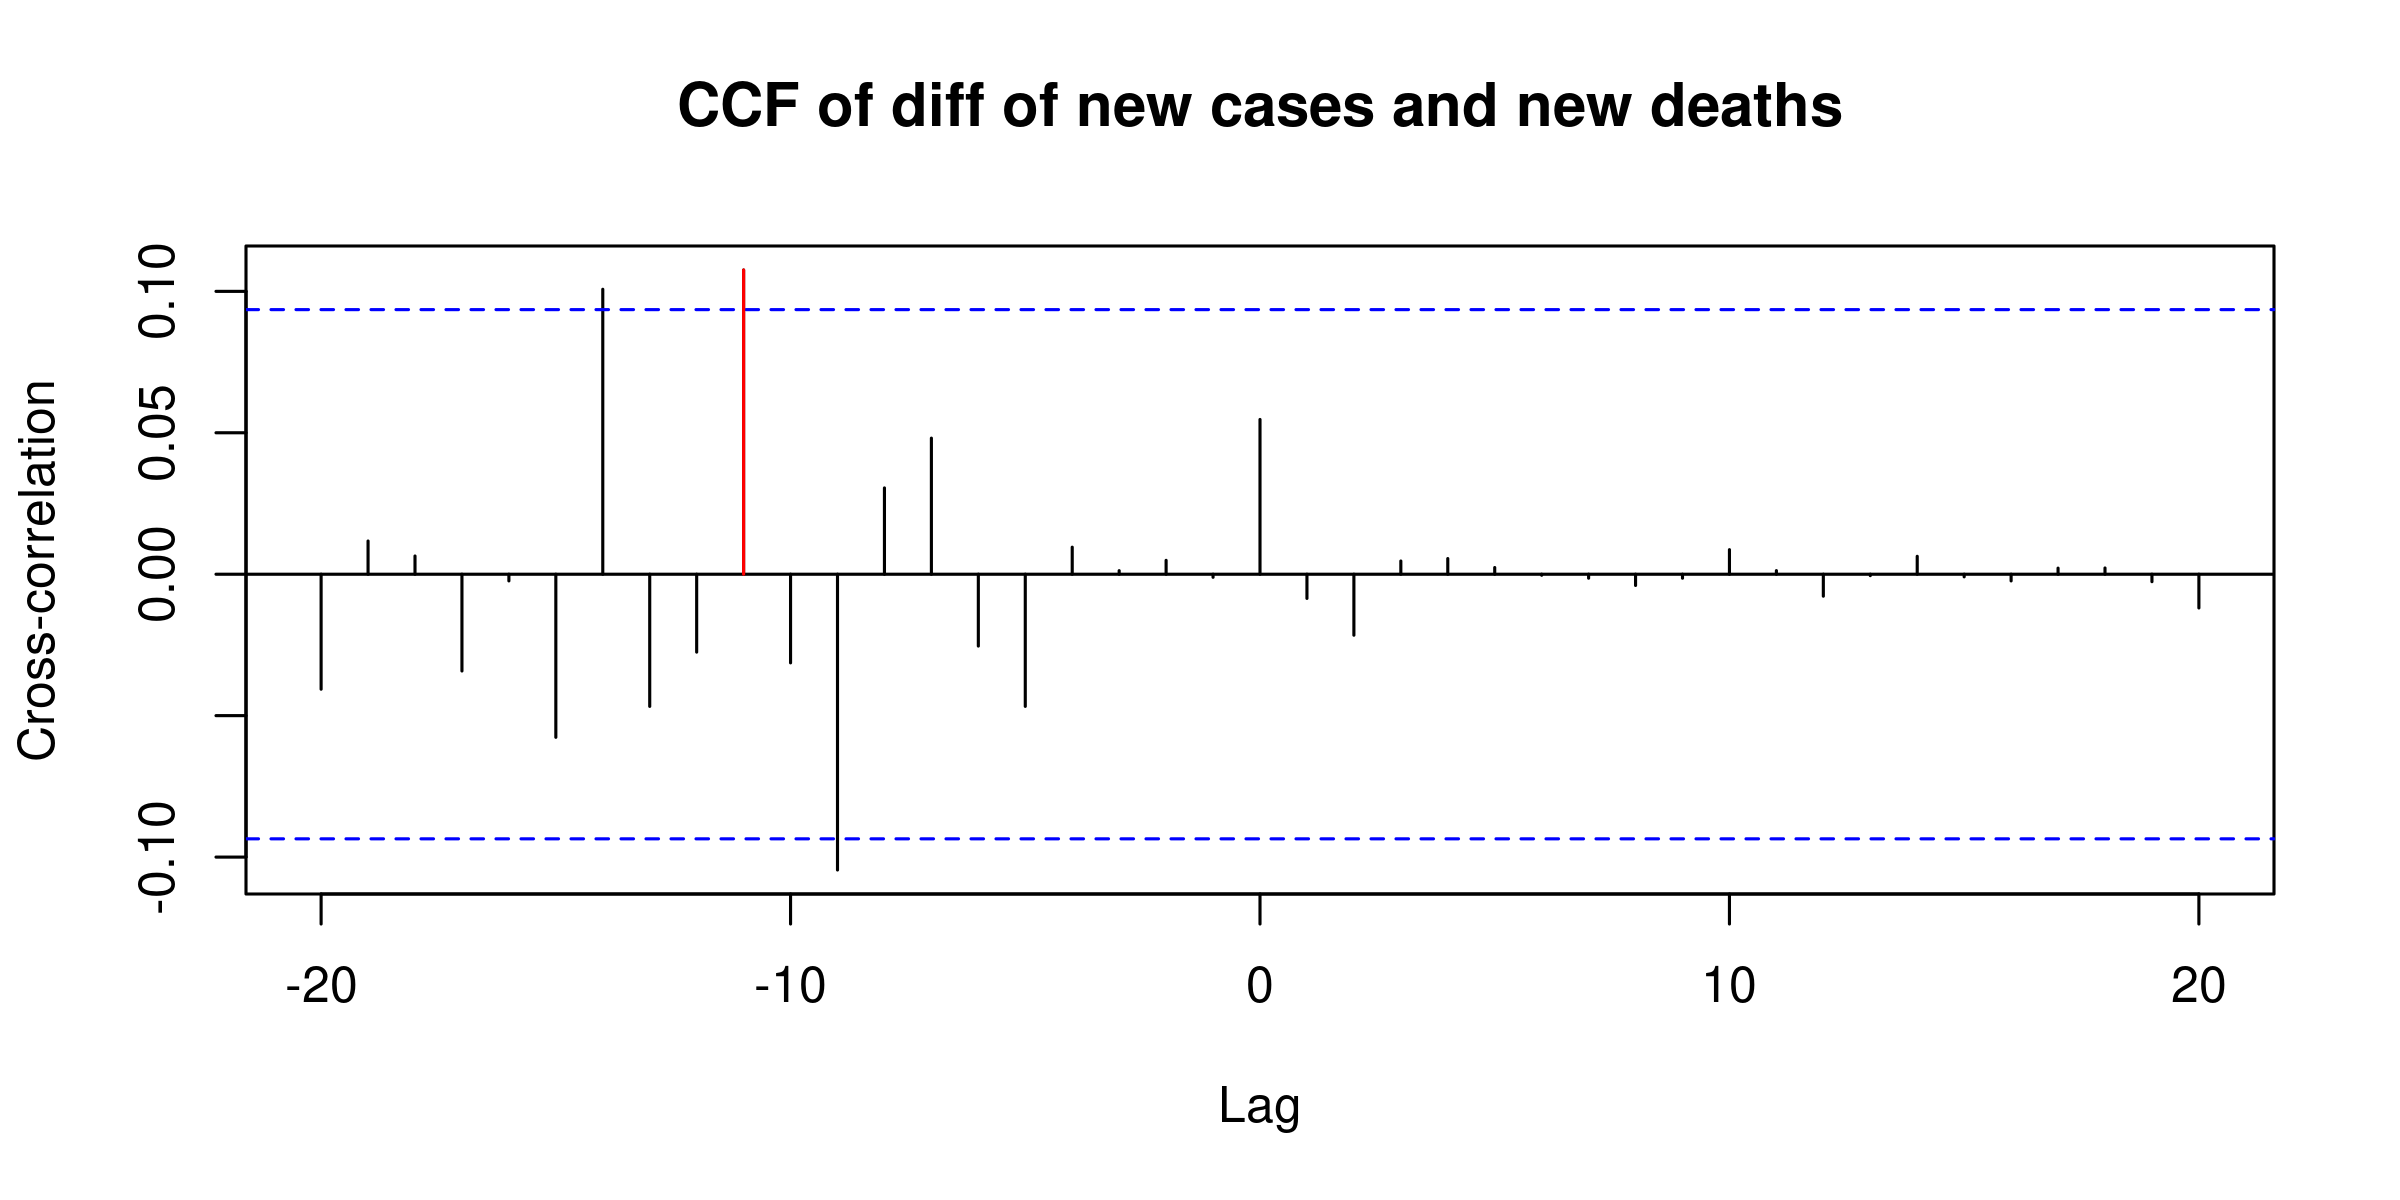 CCF of diff of new cases and new deaths
Cross-correlation
0.10
0.05
0.00
-0.10
-20 -10 0 10 20
Lag